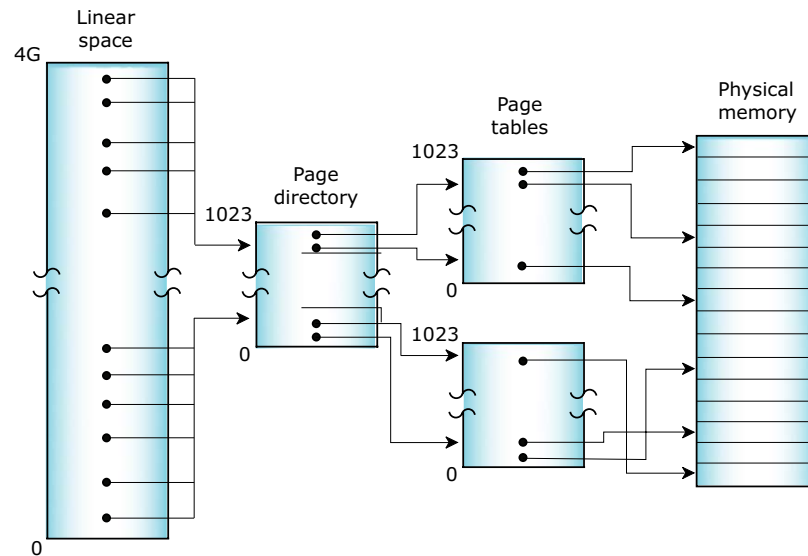 Linear
space
4G
0
Page
directory
1023
0
Page
tables
1023
0
1023
0
Physical
memory